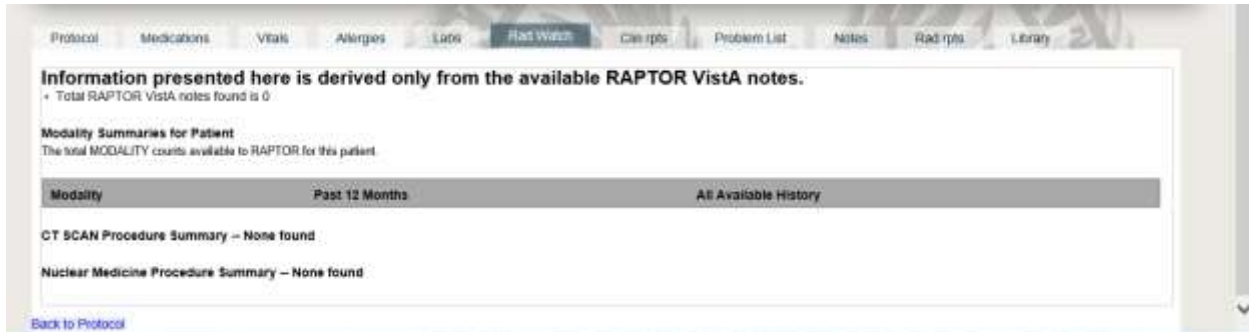 Protocol Medications Vitals Allergies Labs Rad Watch Clin rpts Problem List Notes Rad rpts Library
Information presented here is derived only from the available RAPTOR VistA notes.
Total RAPTOR VistA notes found is 0
Modality Summaries for Patient
The total MODALITY counts available to RAPTOR for this patient.
Modality Past 12 Months All Available History
CT SCAN Procedure Summary -- None found
Nuclear Medicine Procedure Summary -- None found
Back to Protocol